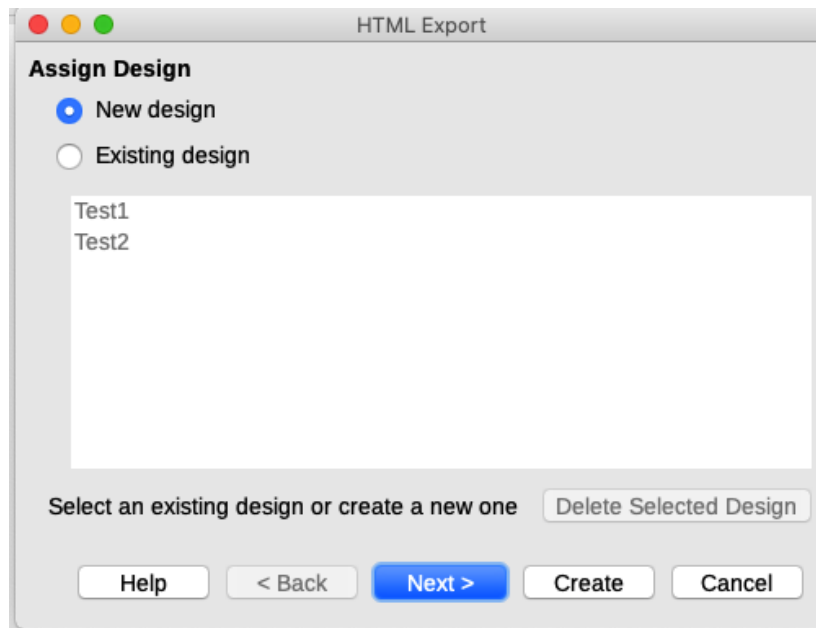 HTML Export
Assign Design
New design
Existing design
Test1
Test2
Select an existing design or create a new one Delete Selected Design
Help < Back Next > Create Cancel